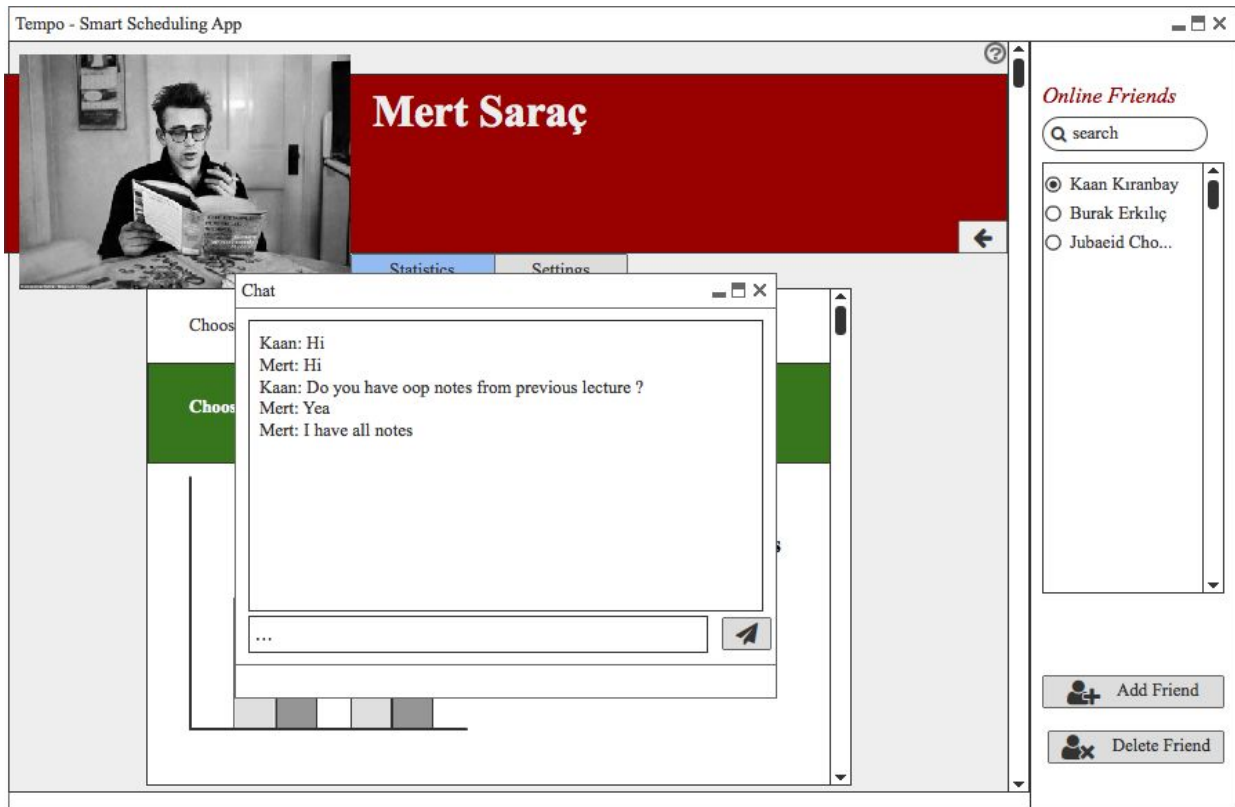 Tempo - Smart Scheduling App
Mert Saraç
Statistics
Settings
Choos
Choos
s
Chat
Kaan: Hi
Mert: Hi
Kaan: Do you have oop notes from previous lecture ?
Mert: Yea
Mert: I have all notes
...
Online Friends
search
Kaan Kıranbay
Burak Erkılıç
Jubaeid Cho...
Add Friend
Delete Friend